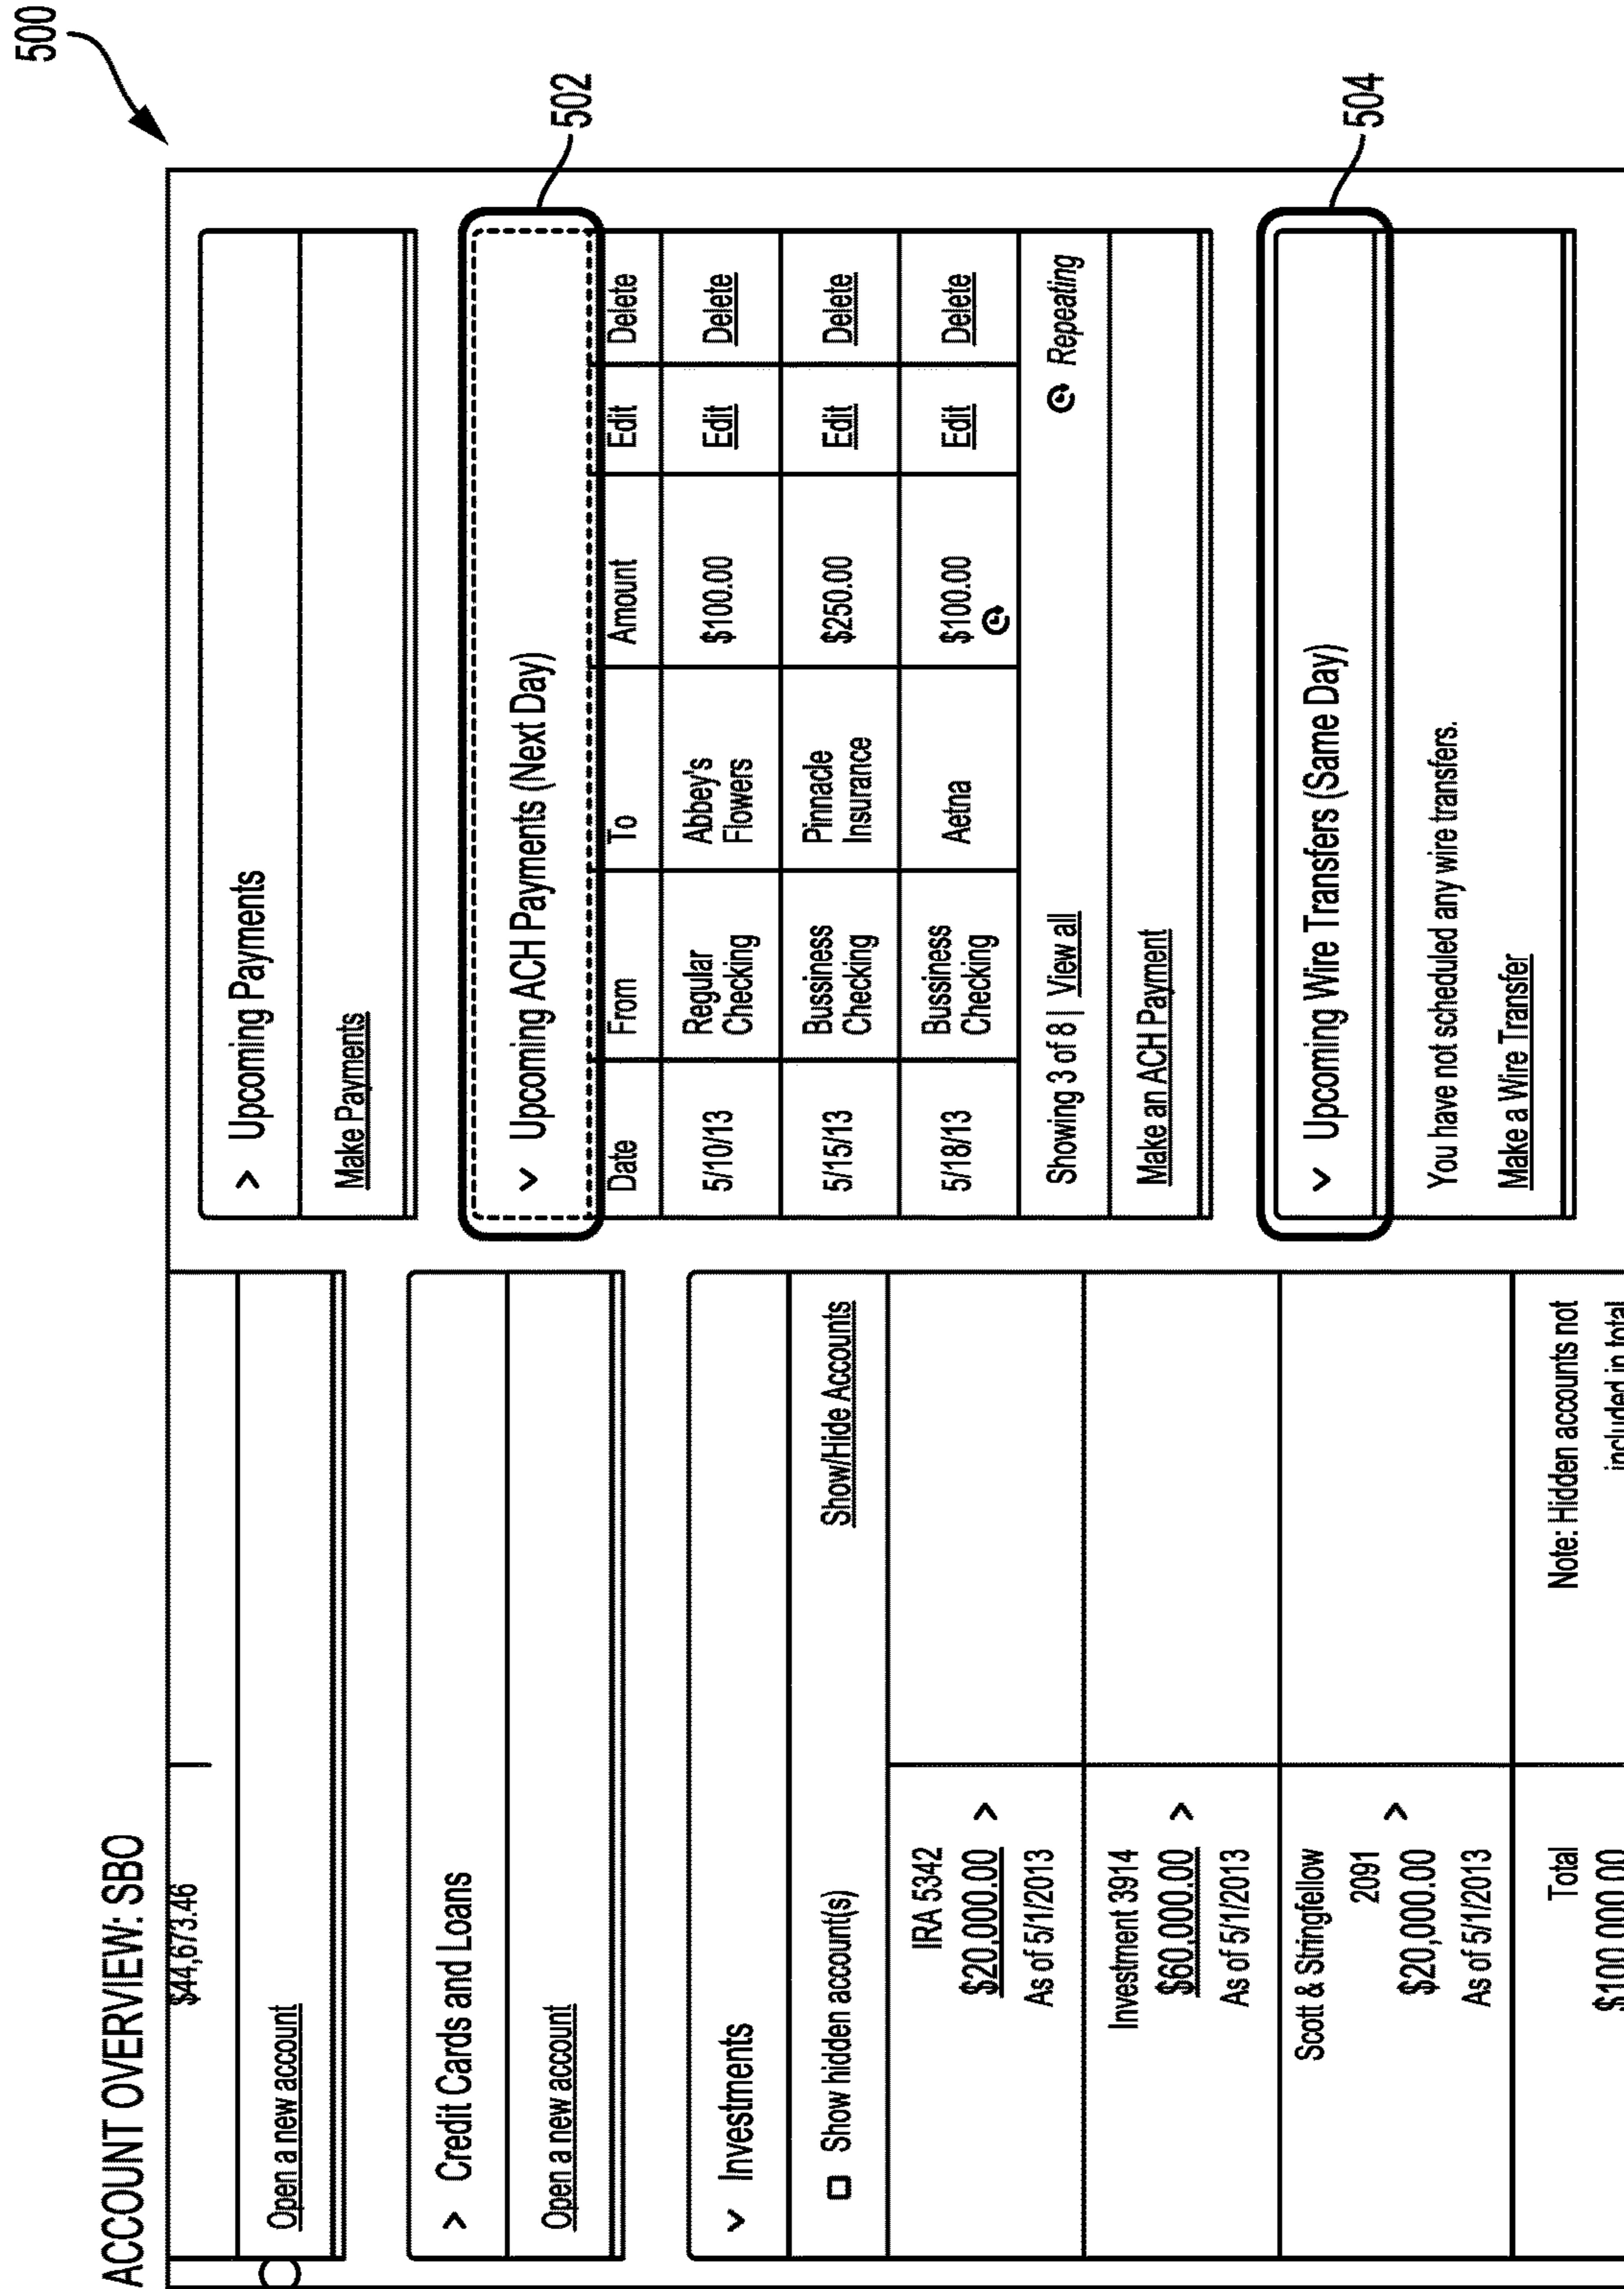 500
ACCOUNT OVERVIEW: SBO
$44,673.46
Open a new account
> Credit Cards and Loans
Open a new account
Investments
Show hidden account(s) Show/Hide Accounts
IRA 5342
$20,000.00 >
As of 5/1/2013
Investment 3914
$60,000.00 >
As of 5/1/2013
Scott & Stringfellow
2091
$20,000.00 >
As of 5/1/2013
Total
$100,000.00
Note: Hidden accounts not
included in total
> Upcoming Payments
Make Payments
502
Upcoming ACH Payments (Next Day)
Date From To Amount Edit Delete
5/10/13 Regular Checking Abbey's Flowers $100.00 Edit Delete
5/15/13 Bussiness Checking Pinnacle Insurance $250.00 Edit Delete
5/18/13 Bussiness Checking Aetna $100.00 Edit Delete
Showing 3 of 8 | View all Repeating
Make an ACH Payment
504
Upcoming Wire Transfers (Same Day)
You have not scheduled any wire transfers.
Make a Wire Transfer